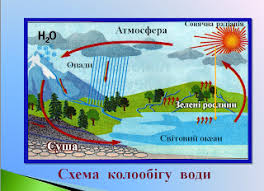 Сонячна радіація
Атмосфера
H₂O
Опади
Зелені рослини
Світовий океан
Суша
Схема колообігу води